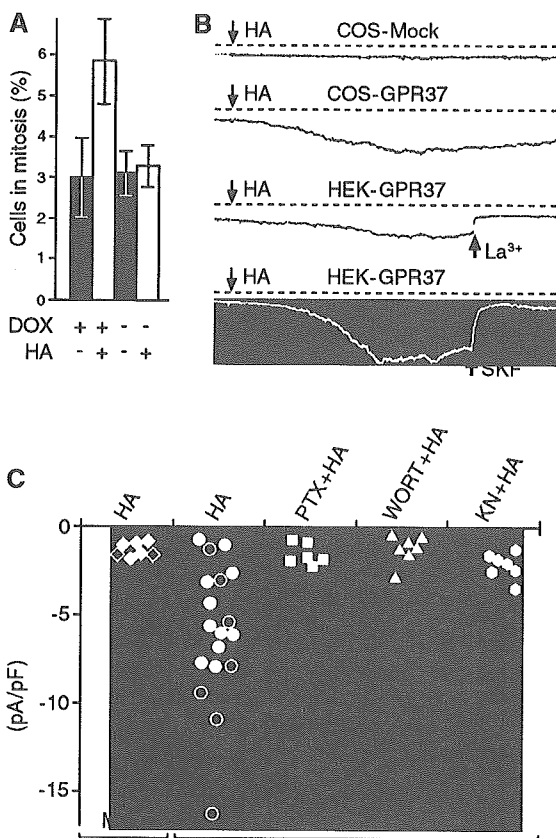 A
Cells in mitosis (%)
6
5
4
3
2
1
0
DOX + + - -
HA - + - +
B
HA COS-Mock
HA COS-GPR37
HA HEK-GPR37
La³⁺
HA HEK-GPR37
SKF
C
HA HA PTX+HA WORT+HA KN+HA
(pA/pF)
0
-5
-10
-15